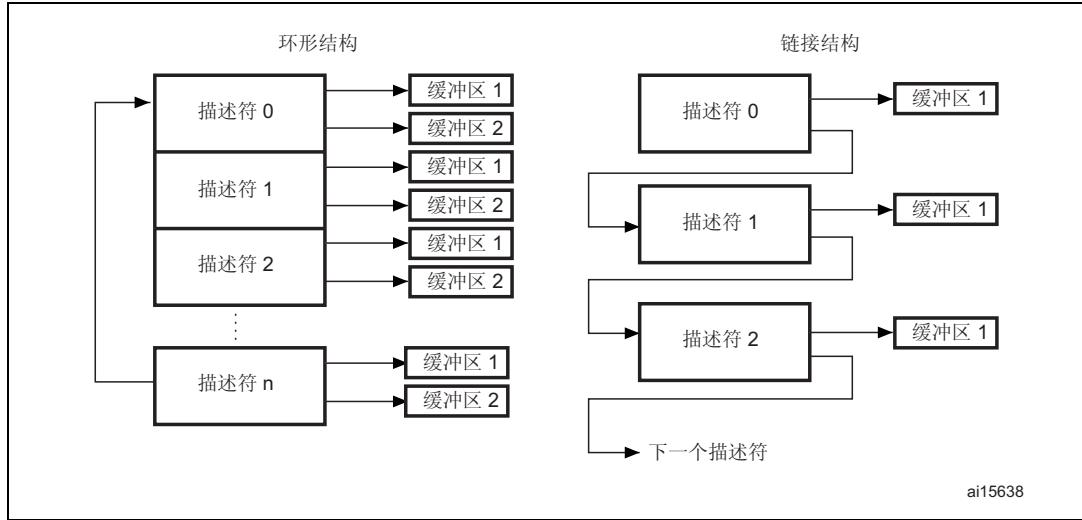 环形结构
描述符 0
缓冲区 1
缓冲区 2
描述符 1
缓冲区 1
缓冲区 2
描述符 2
缓冲区 1
缓冲区 2
描述符 n
缓冲区 1
缓冲区 2
链接结构
描述符 0
缓冲区 1
描述符 1
缓冲区 1
描述符 2
缓冲区 1
下一个描述符
ai15638